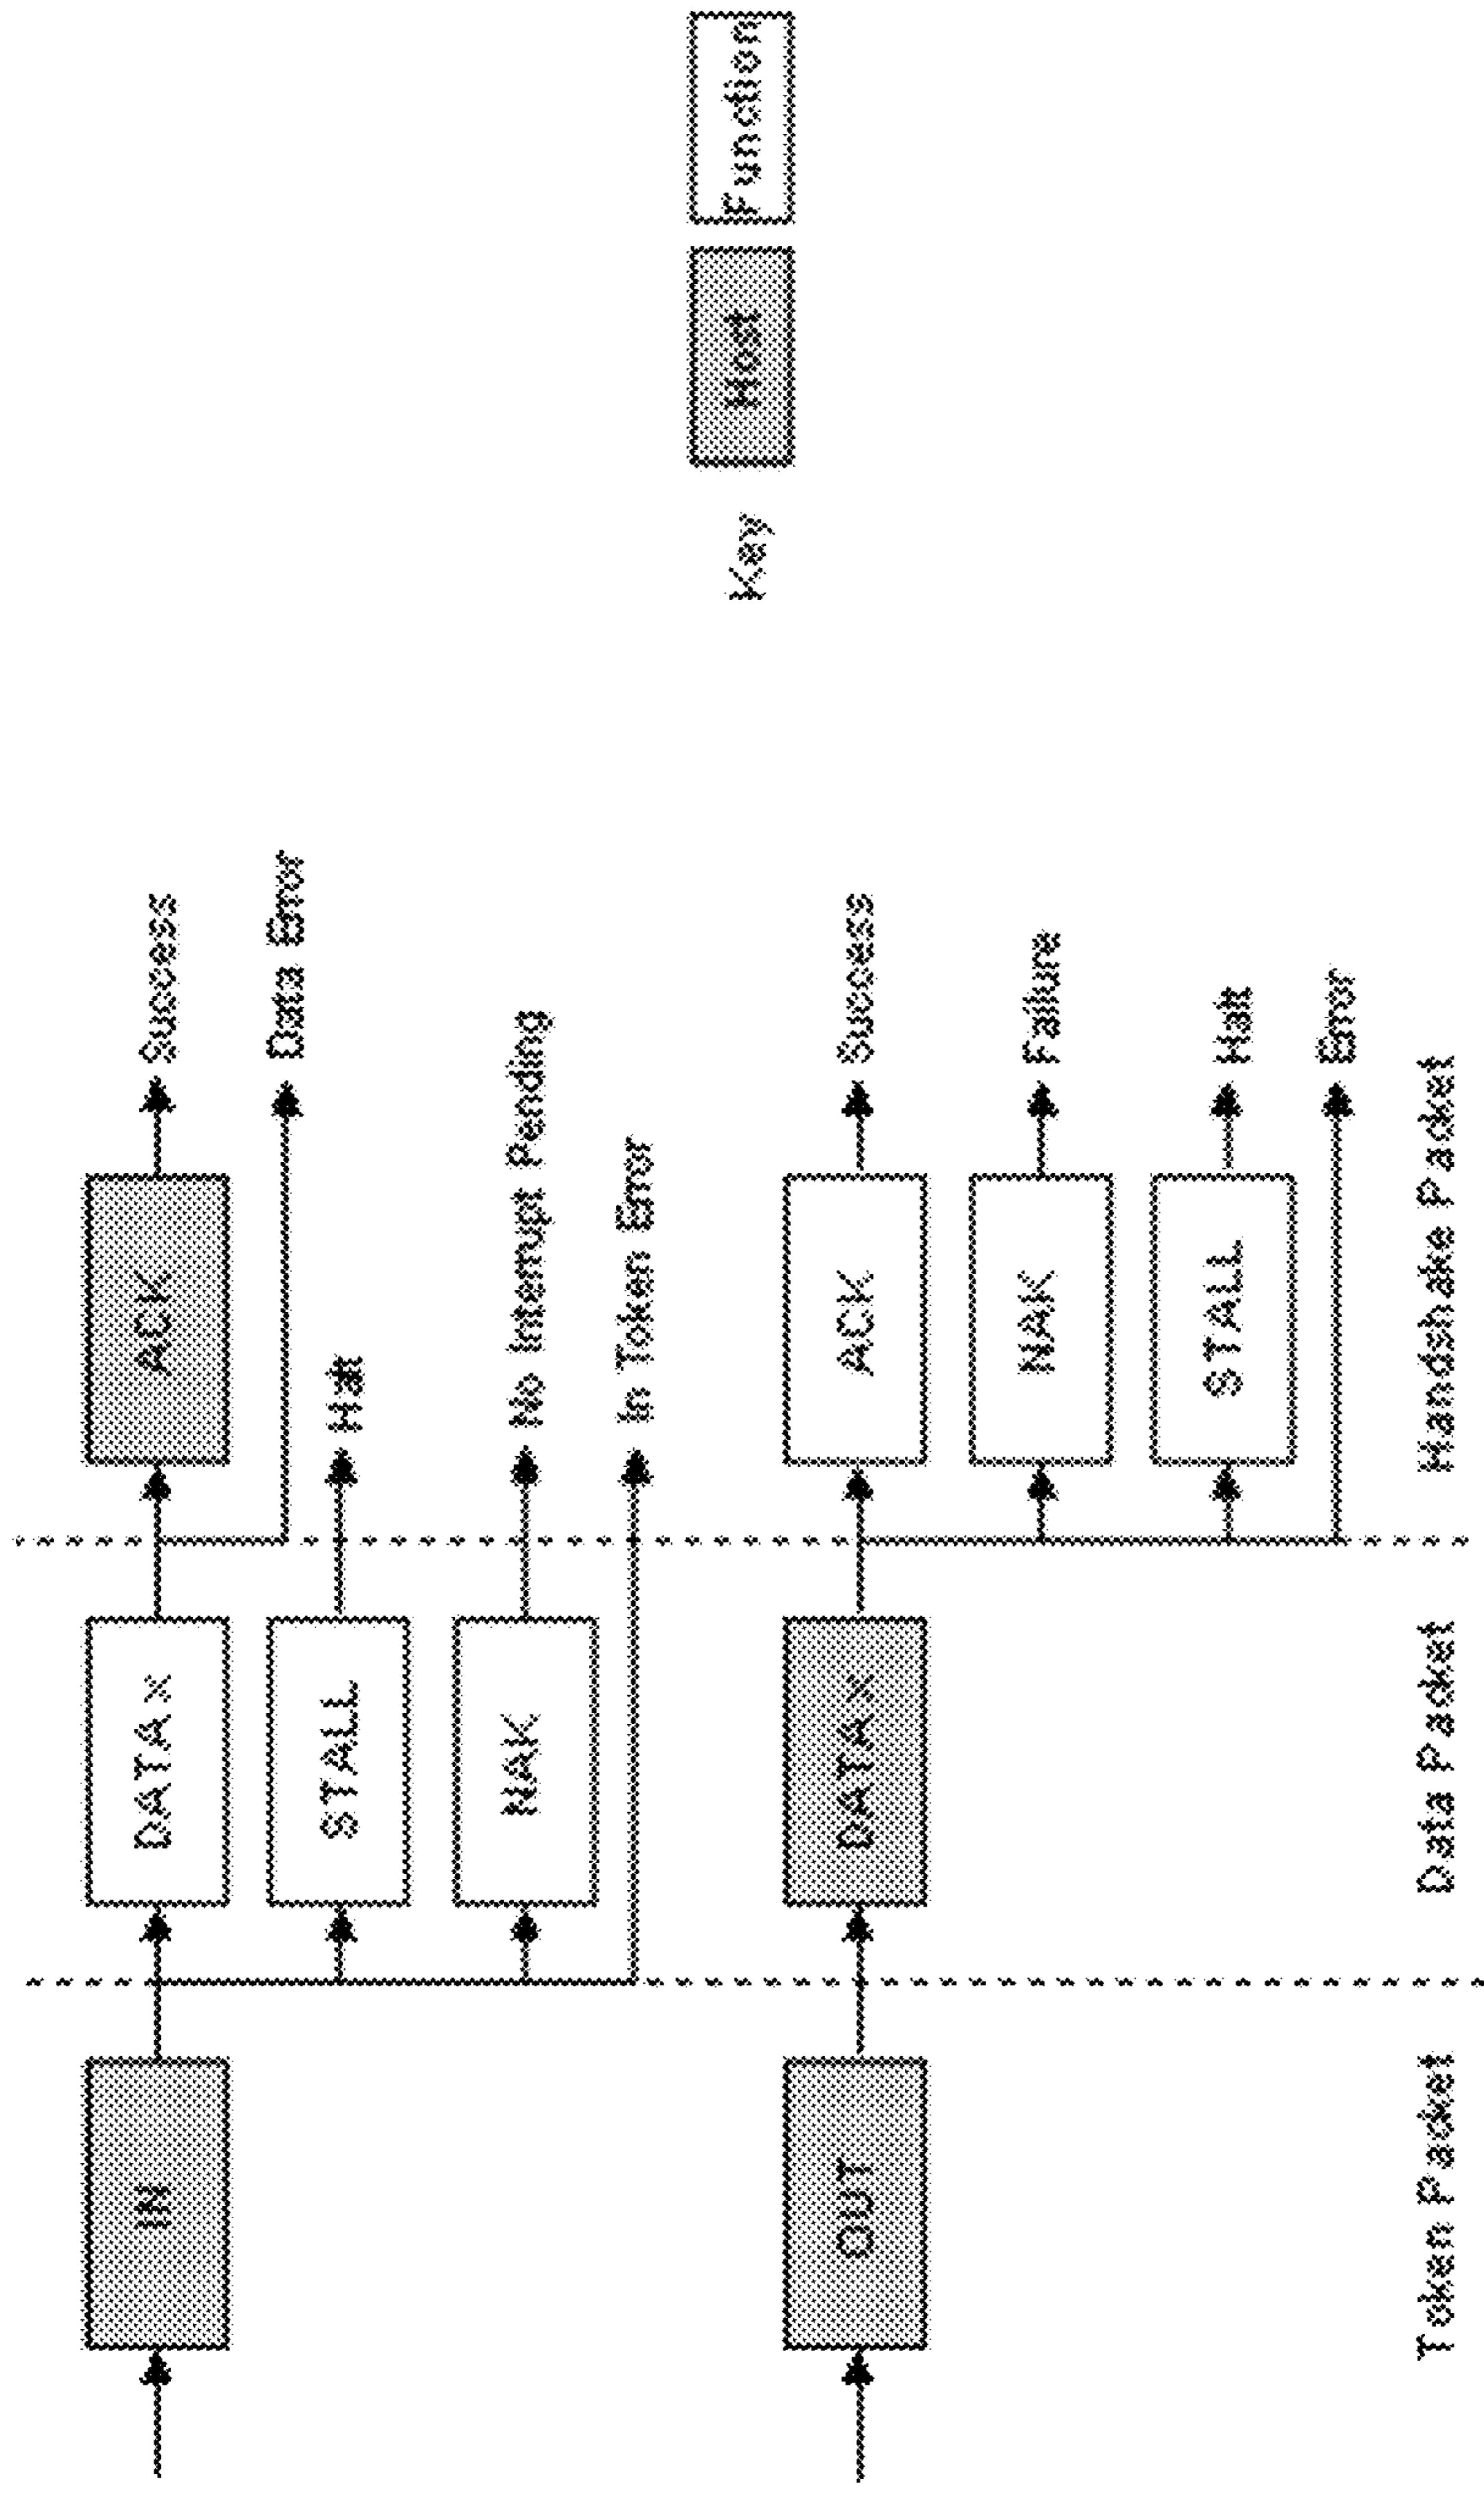 IN
DATA x
ACK
Success
Data Error
STALL
Halt
NAK
No Interrupt Pending
In Token Error
Key
Host
Function
OUT
DATA x
ACK
Success
NAK
Failure
STALL
Halt
Error
Token Packet
Data Packet
Handshake Packet